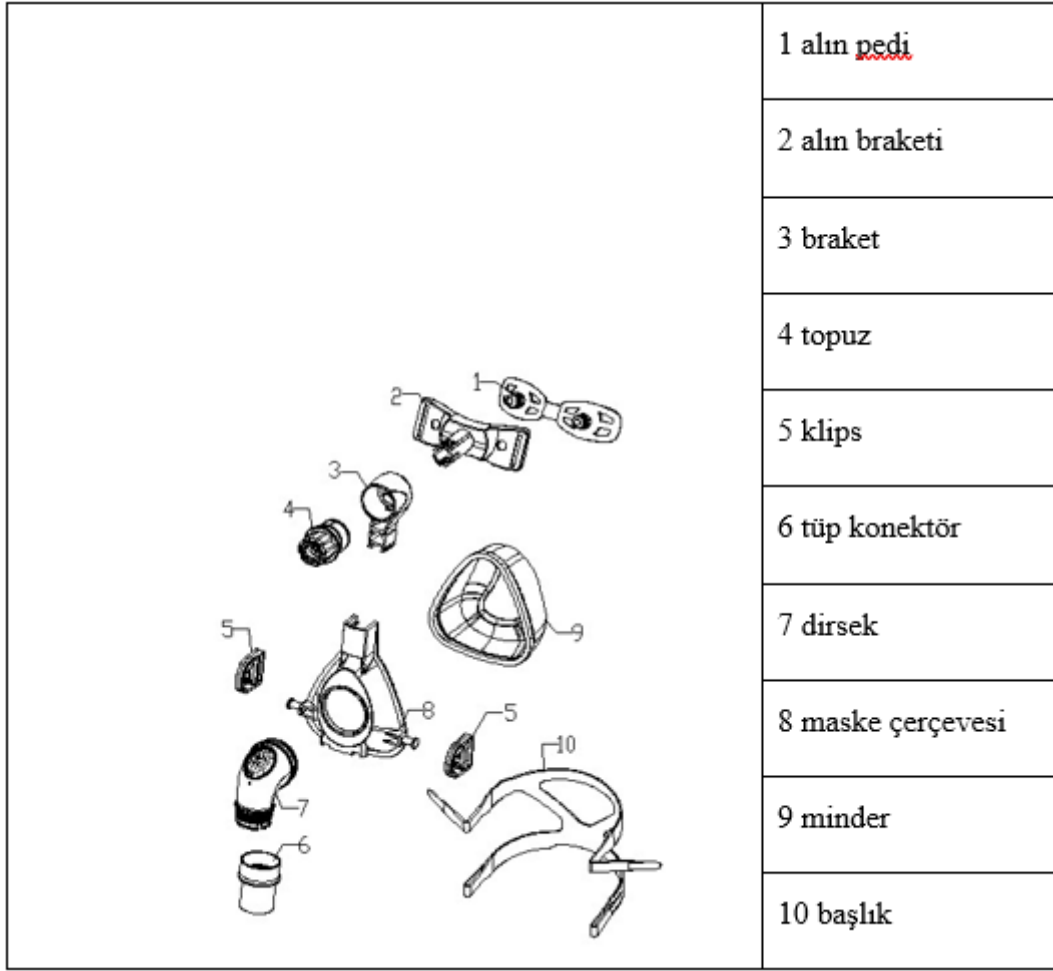 1 alın pedi
2 alın braketi
3 braket
4 topuz
5 klips
6 tüp konektör
7 dirsek
8 maske çerçevesi
9 minder
10 başlık
1
2
3
4
5
9
8
5
10
7
6